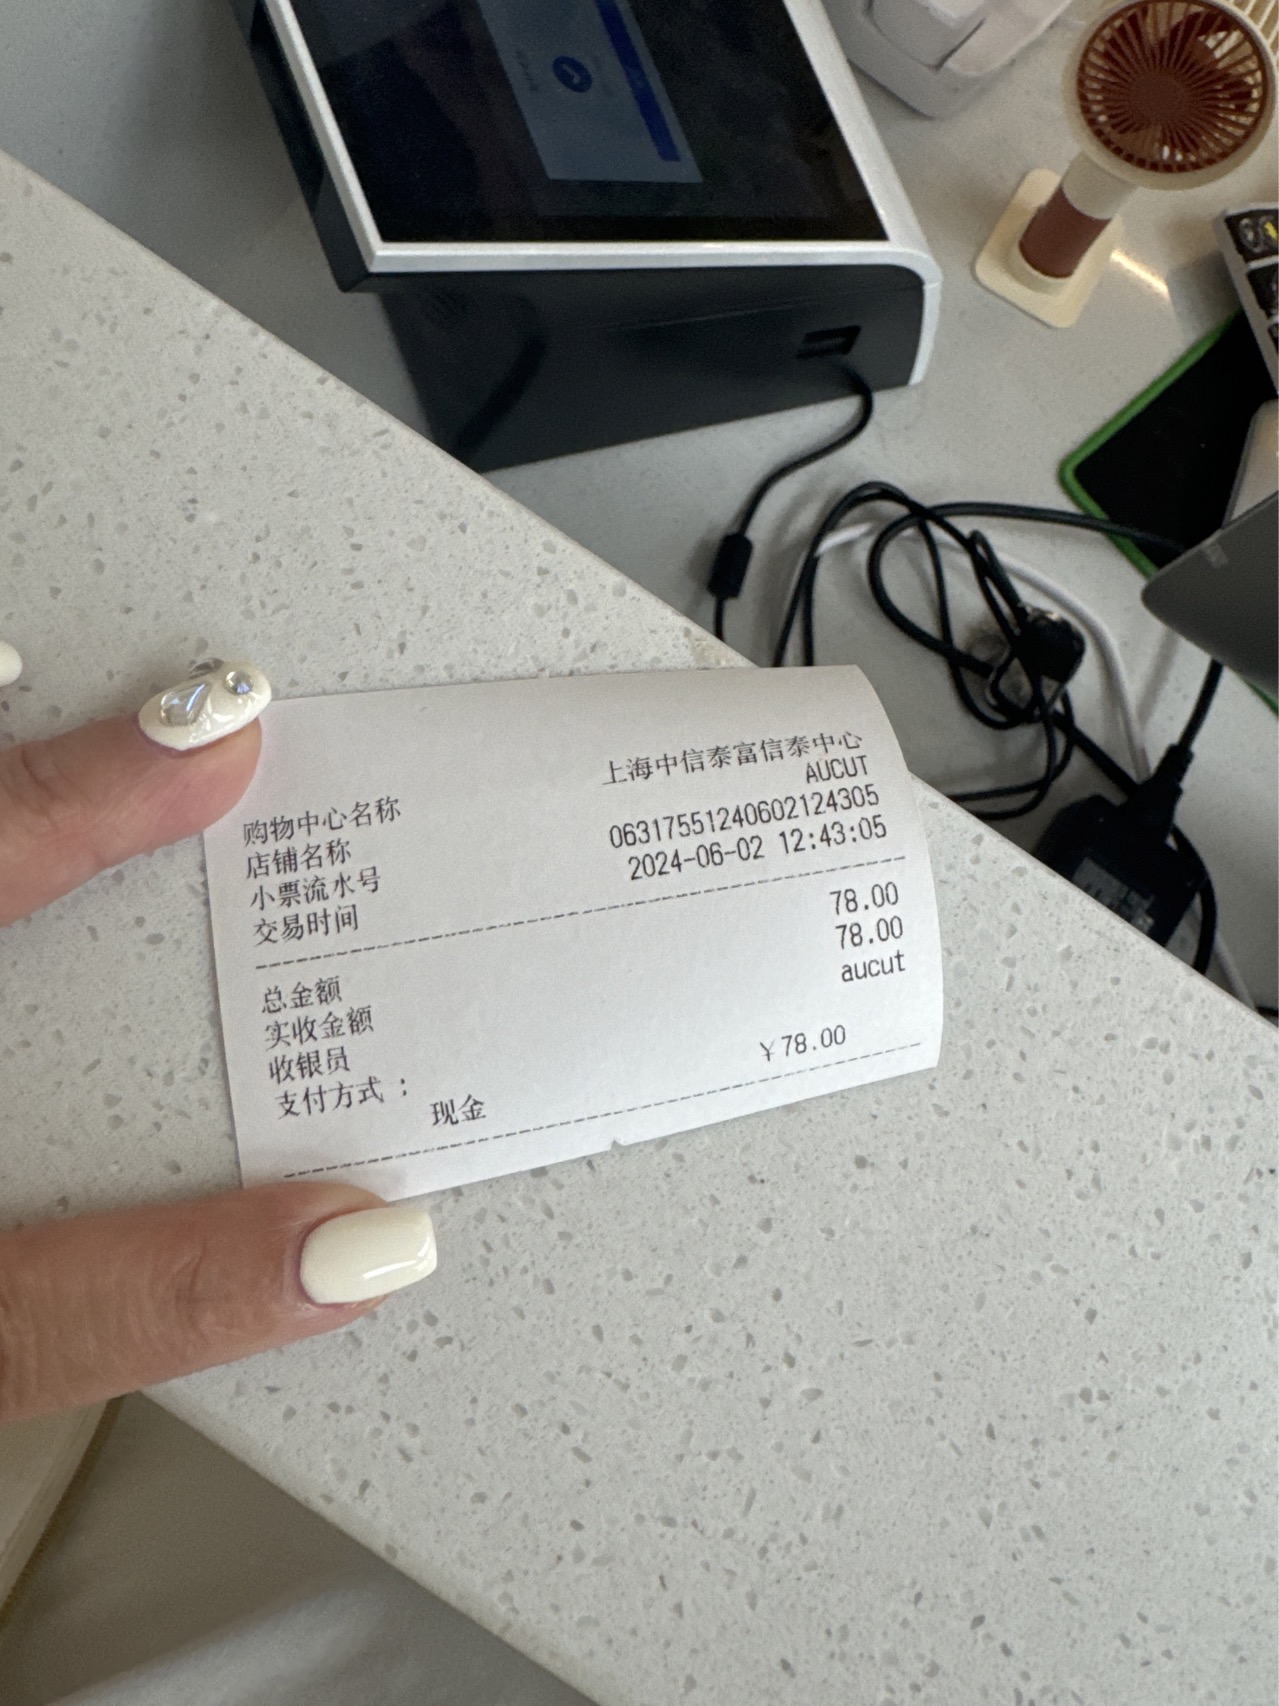 购物中心名称 上海中信泰富信泰中心
店铺名称 AUCUT
小票流水号 06317551240602124305
交易时间 2024-06-02 12:43:05
总金额 78.00
实收金额 78.00
收银员 aucut
支付方式：
现金 ￥78.00